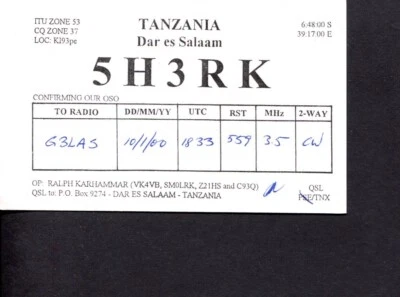 ITU ZONE 53
CQ ZONE 37
LOC: KI93pe
TANZANIA
Dar es Salaam
6:48:00 S
39:17:00 E
5H3RK
CONFIRMING OUR QSO
TO RADIO DD/MM/YY UTC RST MHz 2-WAY
G3LAS 10/1/00 1833 559 3.5 CW
OP: RALPH KARHAMMAR (VK4VB, SM0LRK, Z21HS and C93Q)
QSL
QSL to: P.O. Box 9274 - DAR ES SALAAM - TANZANIA
PSE/TNX